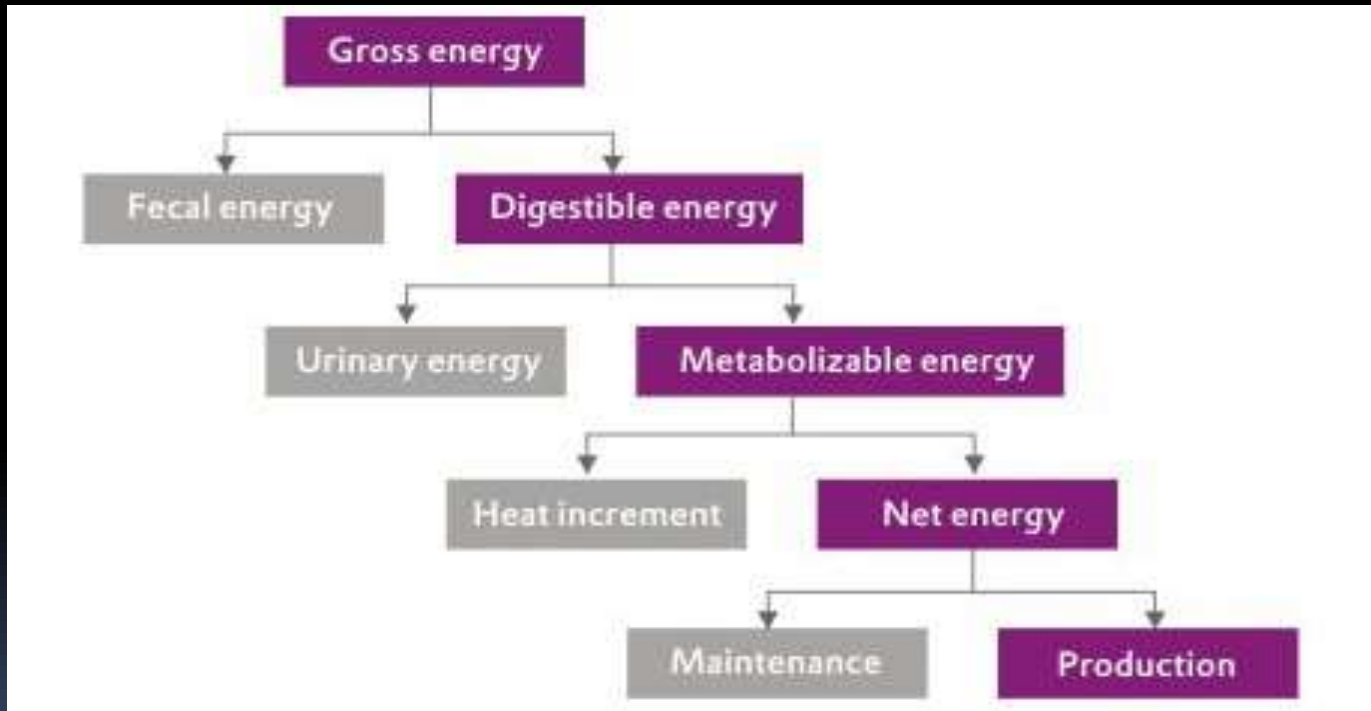 Gross energy
Fecal energy
Digestible energy
Urinary energy
Metabolizable energy
Heat increment
Net energy
Maintenance
Production